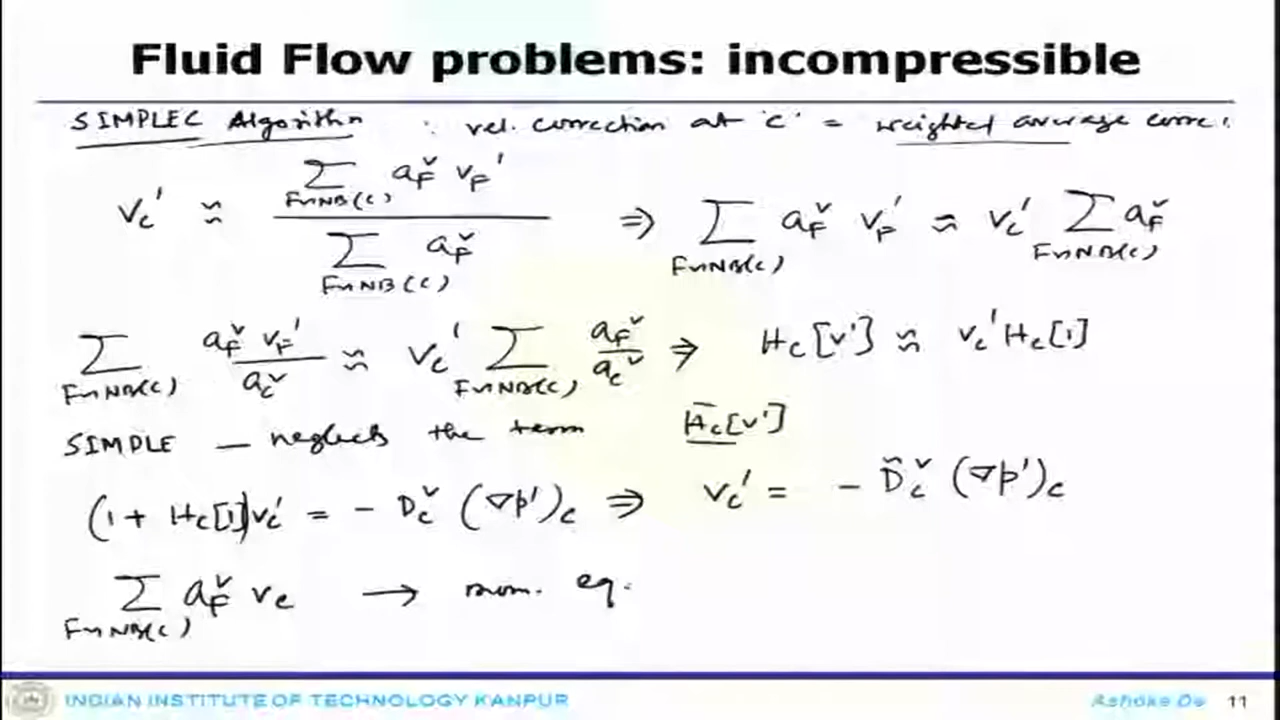 Fluid Flow problems: incompressible
SIMPLEC Algorithm : vel. correction at 'c' = weighted average corre.
v_c' ≈ Σ_{F~NB(c)} a_F^v v_F' / Σ_{F~NB(c)} a_F^v ⇒ Σ_{F~NB(c)} a_F^v v_F' ≈ v_c' Σ_{F~NB(c)} a_F^v
Σ_{F~NB(c)} a_F^v v_F' / a_c^v ≈ v_c' Σ_{F~NB(c)} a_F^v / a_c^v ⇒ H_c[v'] ≈ v_c' H_c[1]
SIMPLE — neglects the term H̄_c[v']
(1 + H_c[1]) v_c' = - D_c^v (∇p')_c ⇒ v_c' = - D̃_c^v (∇p')_c
Σ_{F~NB(c)} a_F^v v_c → mom. eq.
INDIAN INSTITUTE OF TECHNOLOGY KANPUR
Ashoke De 11